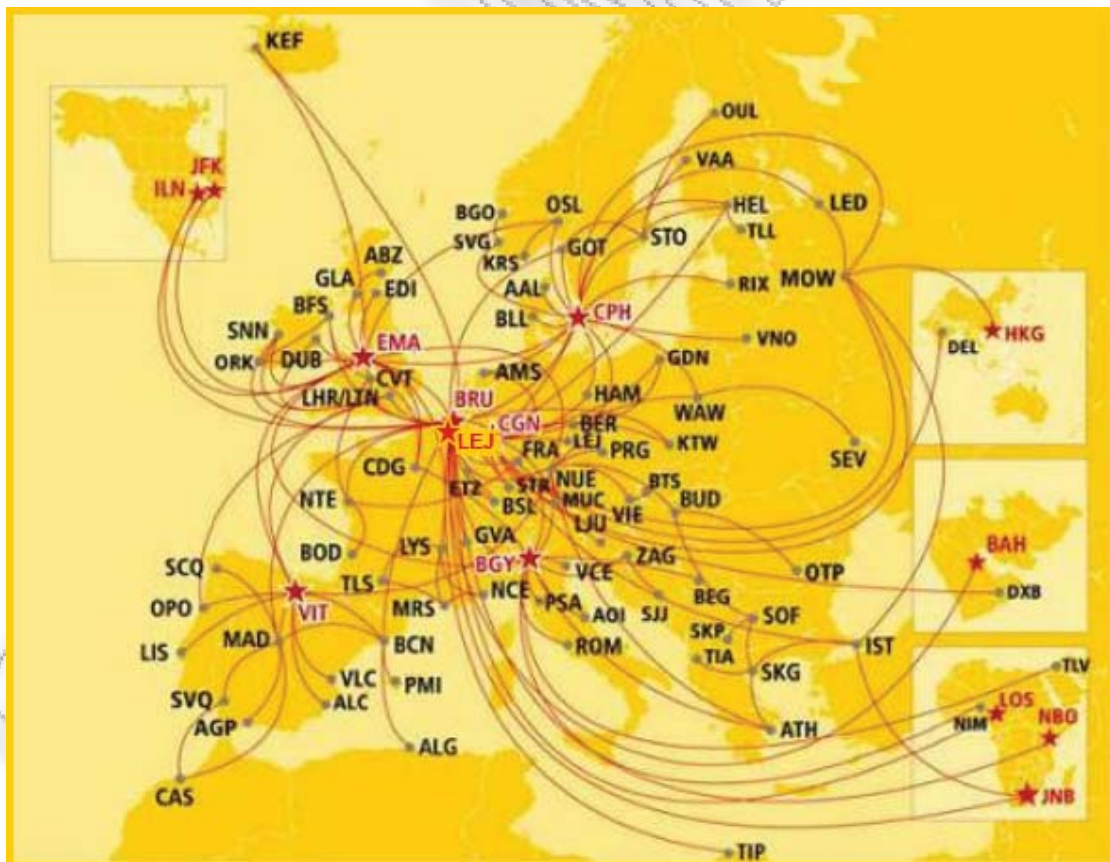 KEF
OUL
VAA
JFK
ILN
OSL
HEL
LED
BGO
TLL
SVG
GOT
STO
KRS
ABZ
MOW
GLA
EDI
AAL
RIX
BFS
BLL
CPH
SNN
EMA
VNO
HKG
DEL
ORK
DUB
GDN
CVT
AMS
LHR/LTN
HAM
BRU
WAW
CGN
BER
LEJ
LEJ
KTW
FRA
PRG
SEV
CDG
ETZ
STR
NUE
BTS
NTE
BSL
MUC
BUD
VIE
LJU
BOD
LYS
GVA
ZAG
BAH
SCQ
BGY
VCE
OTP
TLS
BEG
DXB
OPO
VIT
MRS
NCE
PSA
AOI
SJJ
SOF
SKP
LIS
MAD
BCN
ROM
IST
TIA
SKG
TLV
VLC
PMI
SVQ
ALC
LOS
NBO
NIM
AGP
ATH
ALG
CAS
JNB
TIP